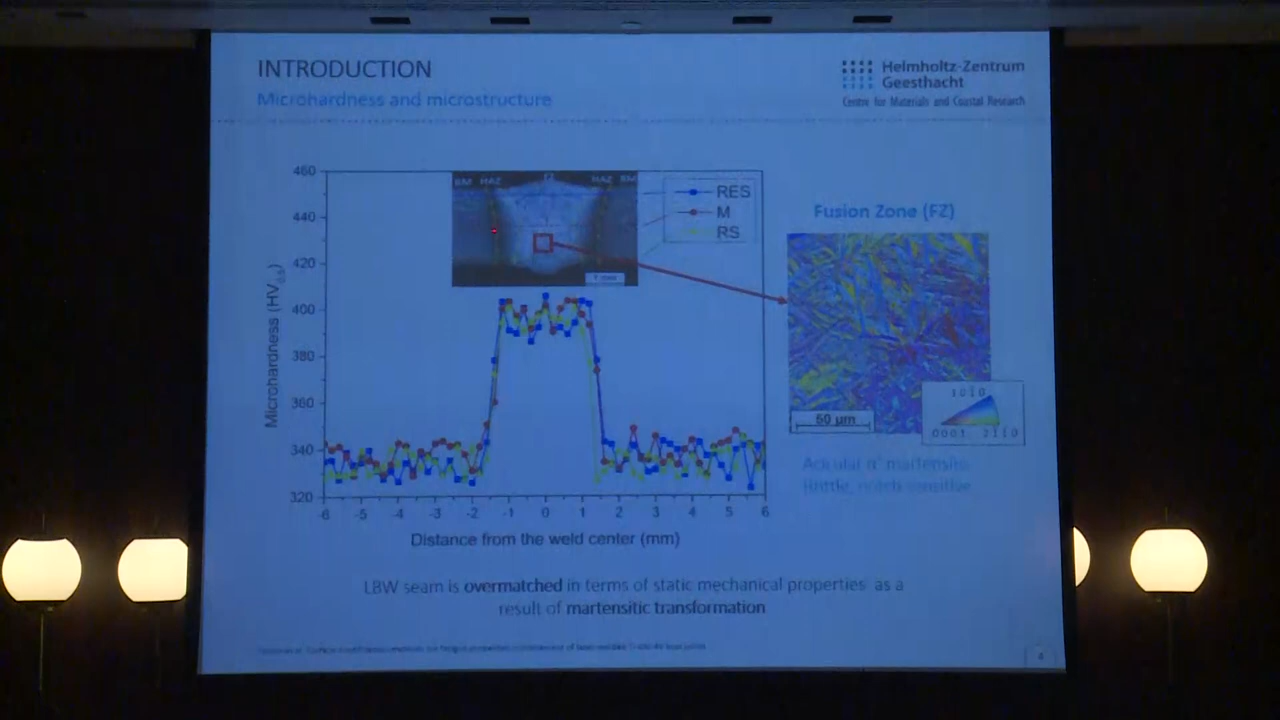 INTRODUCTION
Microhardness and microstructure
Helmholtz-Zentrum
Geesthacht
Centre for Materials and Coastal Research
460
440
420
400
380
360
340
320
Microhardness (HV0.5)
-6 -5 -4 -3 -2 -1 0 1 2 3 4 5 6
Distance from the weld center (mm)
BM HAZ FZ HAZ BM
RES
M
RS
Fusion Zone (FZ)
50 µm
0001
Acicular α' martensite
Brittle, notch sensitive
LBW seam is overmatched in terms of static mechanical properties as a
result of martensitic transformation
4